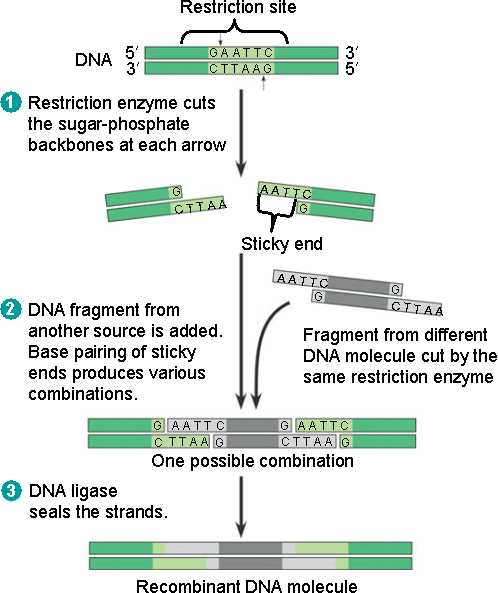 Restriction site
DNA
5′ GAATTC 3′
3′ CTTAAG 5′
1 Restriction enzyme cuts
the sugar-phosphate
backbones at each arrow
G
CTTAA
AATTC
G
Sticky end
AATTC G
G CTTAA
2 DNA fragment from
another source is added.
Base pairing of sticky
ends produces various
combinations.
Fragment from different
DNA molecule cut by the
same restriction enzyme
G AATTC G AATTC
C TTAA G CTTAA G
One possible combination
3 DNA ligase
seals the strands.
Recombinant DNA molecule